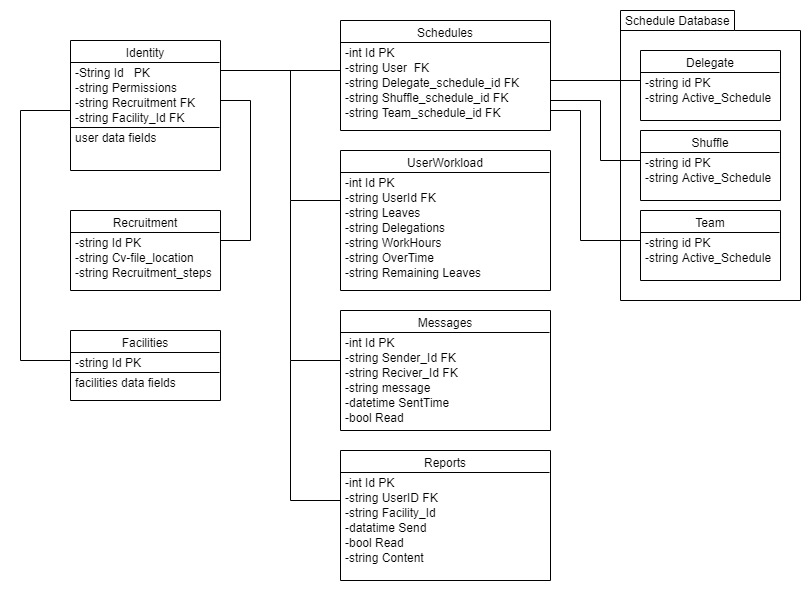 Identity
-String Id   PK
-string Permissions
-string Recruitment FK
-string Facility_Id FK
user data fields
Recruitment
-string Id PK
-string Cv-file_location
-string Recruitment_steps
Facilities
-string Id PK
facilities data fields
Schedules
-int Id PK
-string User  FK
-string Delegate_schedule_id FK
-string Shuffle_schedule_id FK
-string Team_schedule_id FK
UserWorkload
-int Id PK
-string UserId FK
-string Leaves
-string Delegations
-string WorkHours
-string OverTime
-string Remaining Leaves
Messages
-int Id PK
-string Sender_Id FK
-string Reciver_Id FK
-string message
-datetime SentTime
-bool Read
Reports
-int Id PK
-string UserID FK
-string Facility_Id
-datatime Send
-bool Read
-string Content
Schedule Database
Delegate
-string id PK
-string Active_Schedule
Shuffle
-string id PK
-string Active_Schedule
Team
-string id PK
-string Active_Schedule